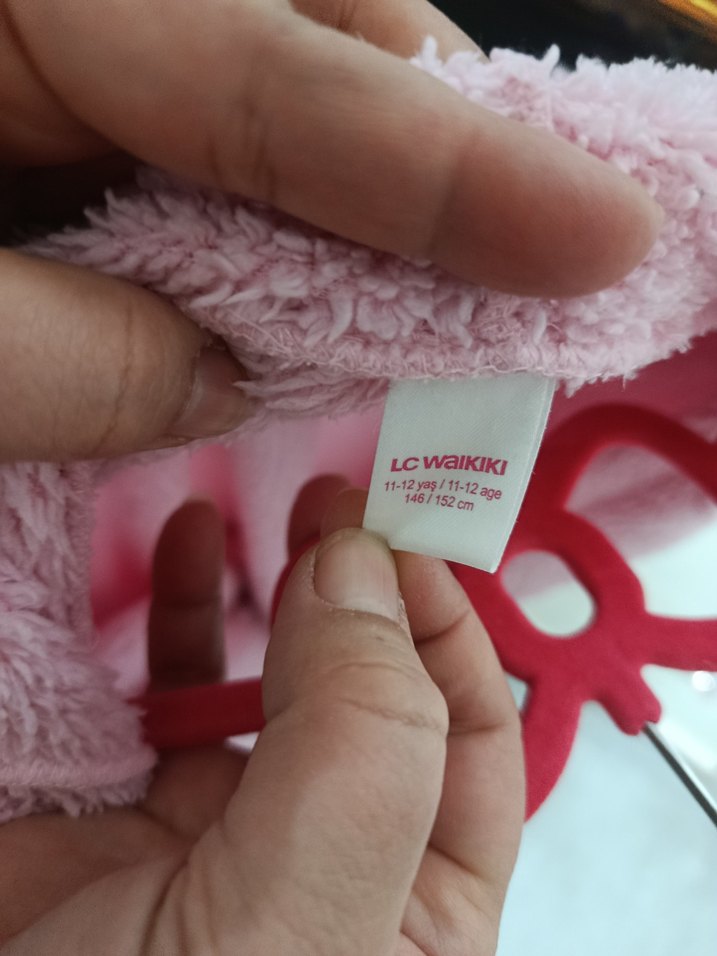 LC WAIKIKI
11-12 yaş / 11-12 age
146 / 152 cm